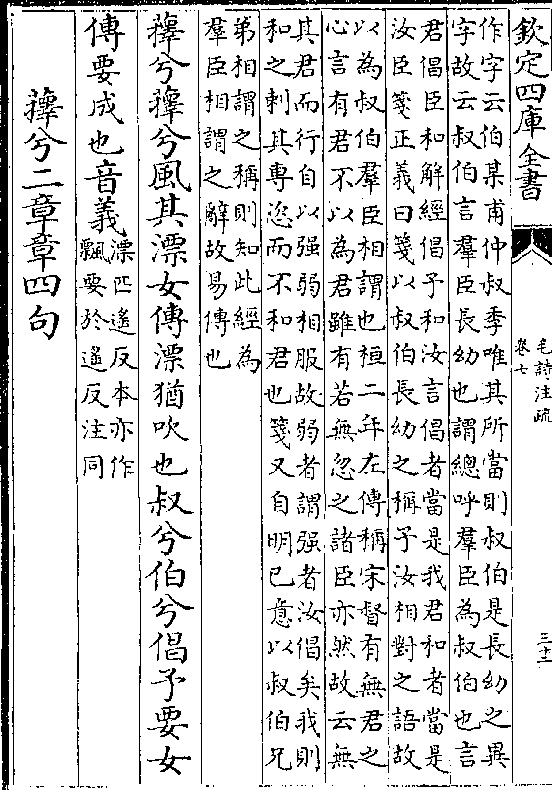 欽定四庫全書
毛詩注疏
卷七
三十二
作字云伯某甫仲叔季唯其所當則叔伯是長幼之異
字故云叔伯言羣臣長幼也謂總呼羣臣為叔伯也言
君倡臣和解經倡予和汝言倡者當是我君和者當是
汝臣箋正義曰箋以叔伯長幼之稱予汝相對之語故
以為叔伯羣臣相謂也桓二年左傳稱宋督有無君之
心言有君不以為君雖有若無忽之諸臣亦然故云無
其君而行自以强弱相服故弱者謂强者汝倡矣我則
和之刺其專恣而不和君也箋又自明已意以叔伯兄
弟相謂之稱則知此經為
羣臣相謂之辭故易傳也
蘀兮蘀兮風其漂女傳漂猶吹也叔兮伯兮倡予要女
傳要成也音義漂匹遙反本亦作
飄要於遙反注同
蘀兮二章章四句